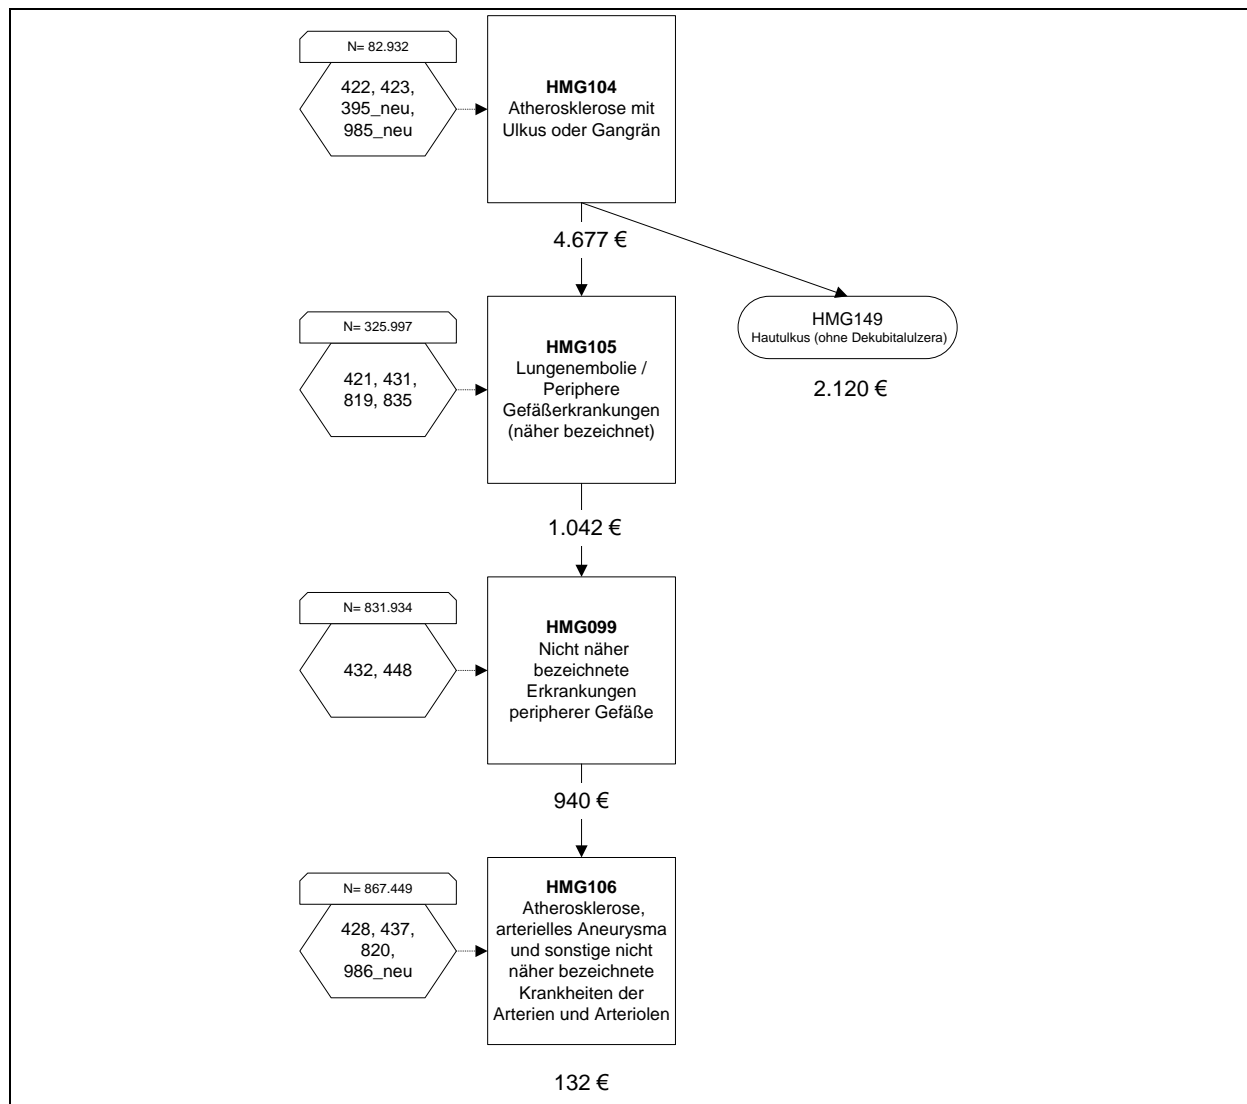 N= 82.932
422, 423,
395_neu,
985_neu
HMG104
Atherosklerose mit
Ulkus oder Gangrän
4.677 €
N= 325.997
421, 431,
819, 835
HMG105
Lungenembolie /
Periphere
Gefäßerkrankungen
(näher bezeichnet)
HMG149
Hautulkus (ohne Dekubitalulzera)
2.120 €
1.042 €
N= 831.934
432, 448
HMG099
Nicht näher
bezeichnete
Erkrankungen
peripherer Gefäße
940 €
N= 867.449
428, 437,
820,
986_neu
HMG106
Atherosklerose,
arterielles Aneurysma
und sonstige nicht
näher bezeichnete
Krankheiten der
Arterien und Arteriolen
132 €